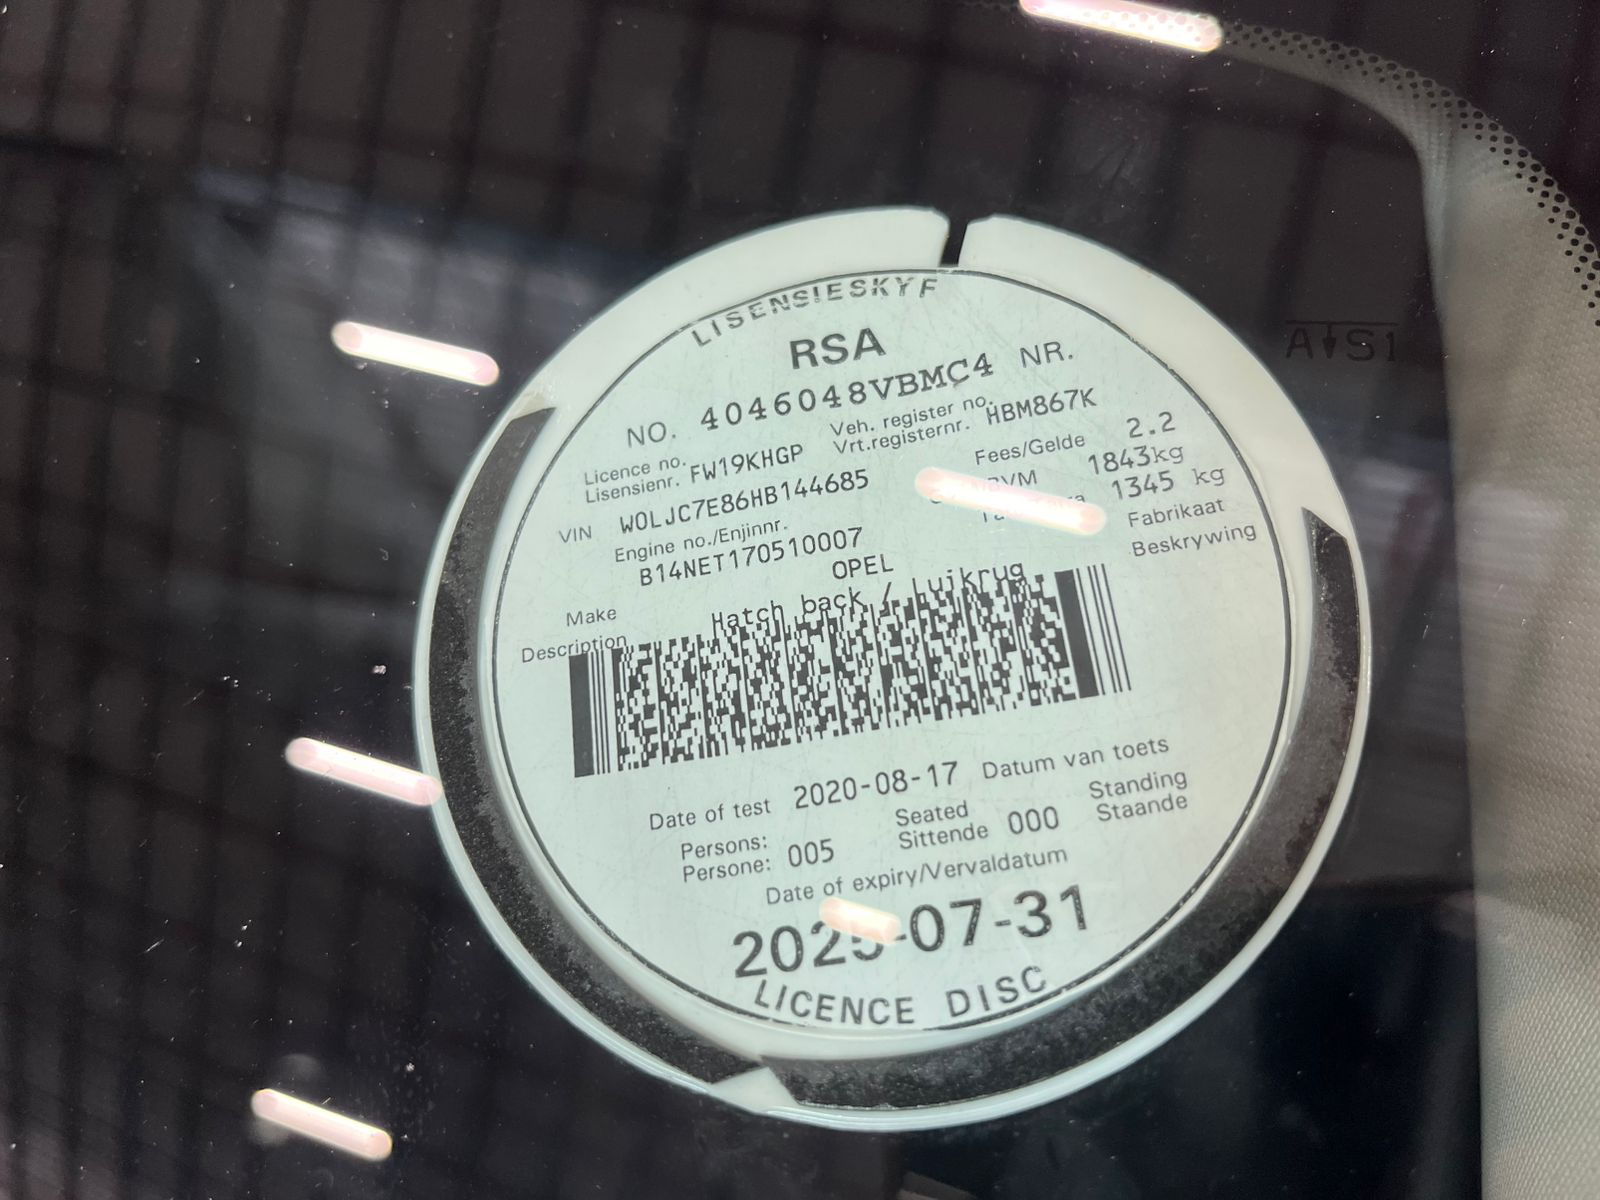 LISENSIESKYF
RSA
NO. 4046048VBMC4 NR.
Licence no. Veh. register no.
Lisensienr. FW19KHGP Vrt.registernr. HBM867K
VIN WOLJC7E86HB144685 Fees/Gelde 2.2
Engine no./Enjinnr. 1843kg
B14NET170510007 1345 kg
Make OPEL Fabrikaat
Description Hatch back / Luikrug Beskrywing
Date of test 2020-08-17 Datum van toets
Persons: Seated Standing
Persone: 005 Sittende 000 Staande
Date of expiry/Vervaldatum
2025-07-31
LICENCE DISC
AS1